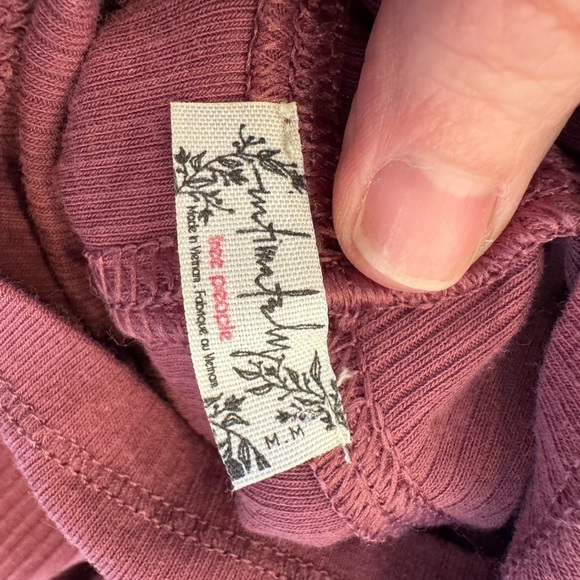 intimately
free people
Made in Vietnam Fabriqué au Vietnam
M.M